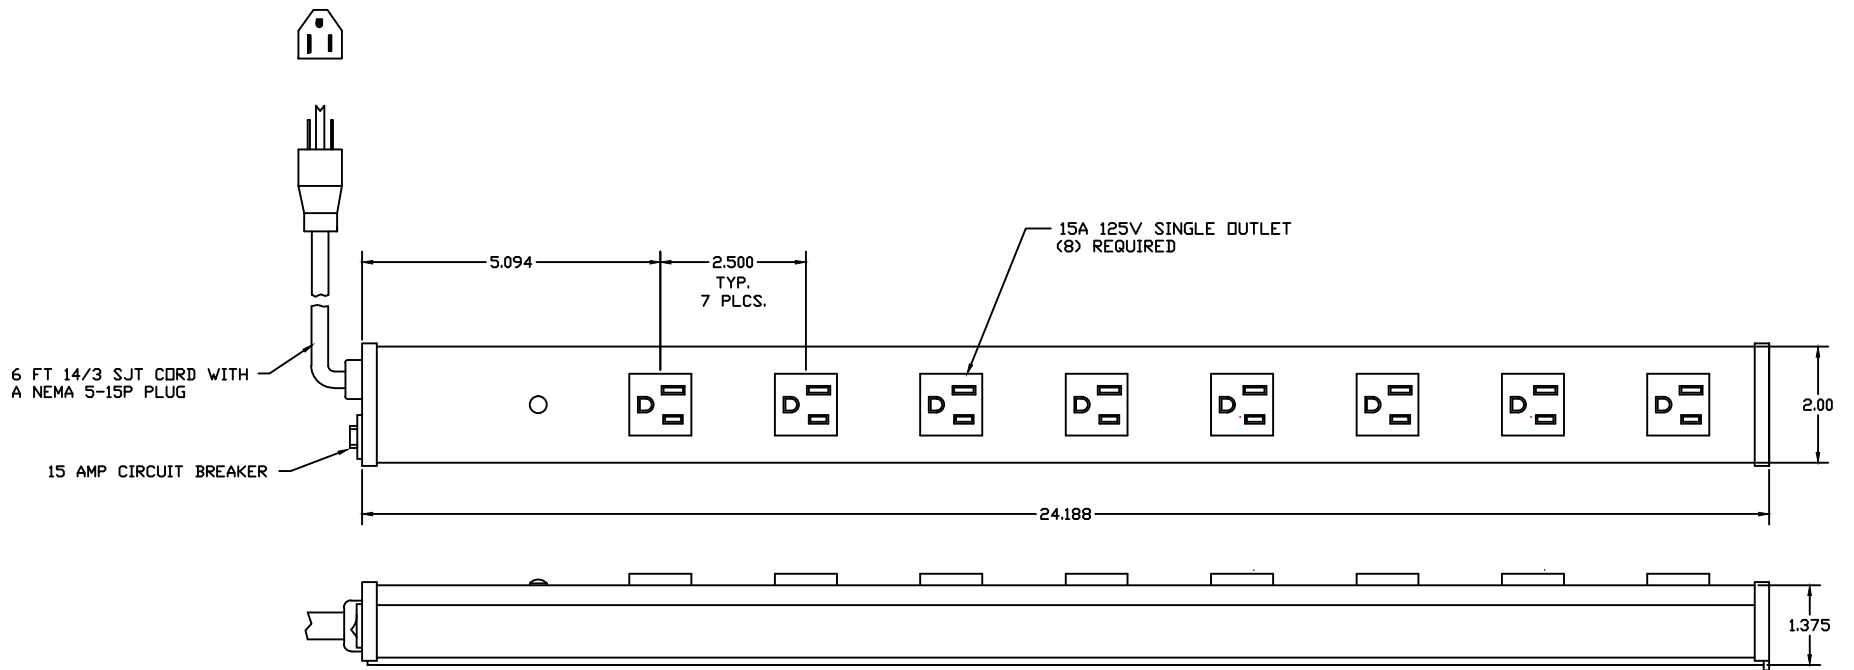 15A 125V SINGLE OUTLET
(8) REQUIRED
5.094
2.500
TYP.
7 PLCS.
6 FT 14/3 SJT CORD WITH
A NEMA 5-15P PLUG
2.00
15 AMP CIRCUIT BREAKER
24.188
1.375